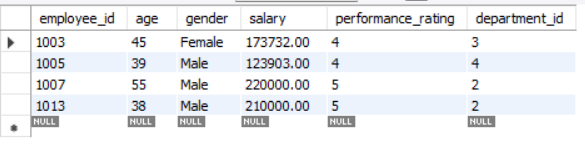 employee_id age gender salary performance_rating department_id
1003 45 Female 173732.00 4 3
1005 39 Male 123903.00 4 4
1007 55 Male 220000.00 5 2
1013 38 Male 210000.00 5 2
NULL NULL NULL NULL NULL NULL